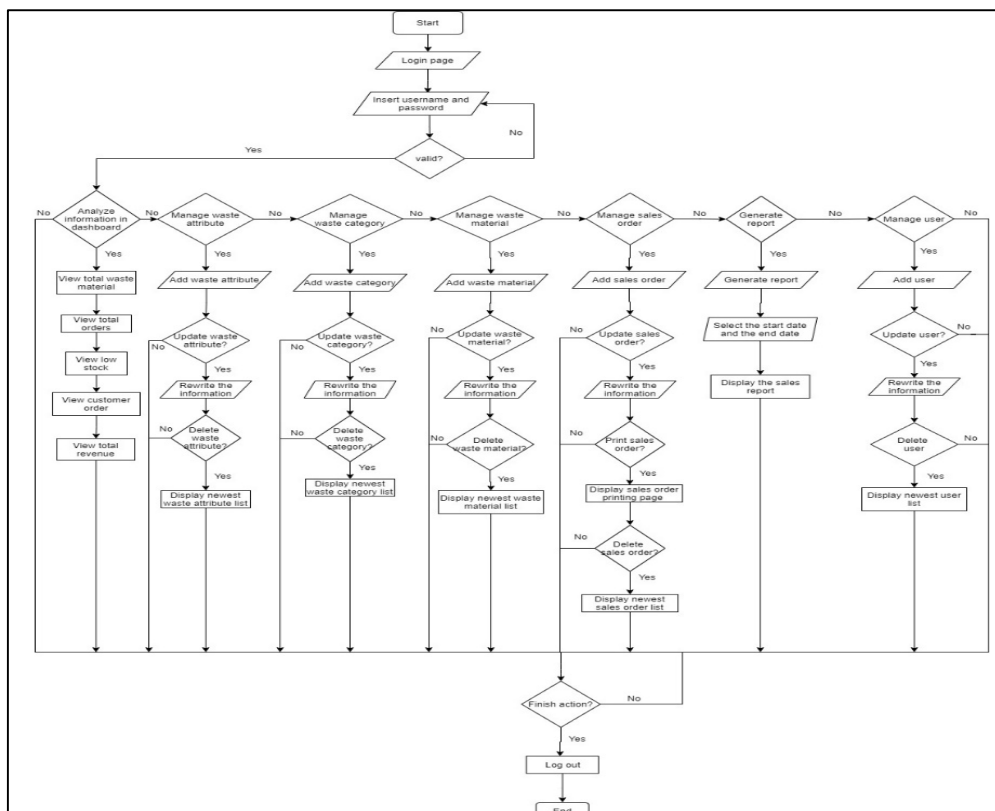 Start
Login page
Insert username and
password
No
Yes
valid?
No
Analyze
information in
dashboard
No
Manage waste
attribute
No
Manage
waste category
No
Manage waste
material
No
Manage sales
order
No
Generate
report
No
Manage user
No
Yes
Yes
Yes
Yes
Yes
Yes
Yes
View total waste
material
Add waste attribute
Add waste category
Add waste material
Add sales order
Generate report
Add user
View total
orders
Update waste
attribute?
Update waste
category?
Update waste
material?
Update sales
order?
Select the start date
and the end date
Update user?
No
No
No
No
No
View low
stock
Yes
Yes
Yes
Yes
Yes
Rewrite the
information
Rewrite the
information
Rewrite the
information
Rewrite the
information
Display the sales
report
Rewrite the
information
View customer
order
No
Delete
waste
attribute?
No
Delete
waste
category?
No
Delete
waste material?
No
Print sales
order?
Delete
user
No
View total
revenue
Yes
Yes
Yes
Yes
Yes
Display newest
waste attribute list
Display newest
waste category list
Display newest waste
material list
Display sales order
printing page
Display newest user
list
No
Delete
sales order?
Yes
Display newest
sales order list
Finish action?
No
Yes
Log out
End